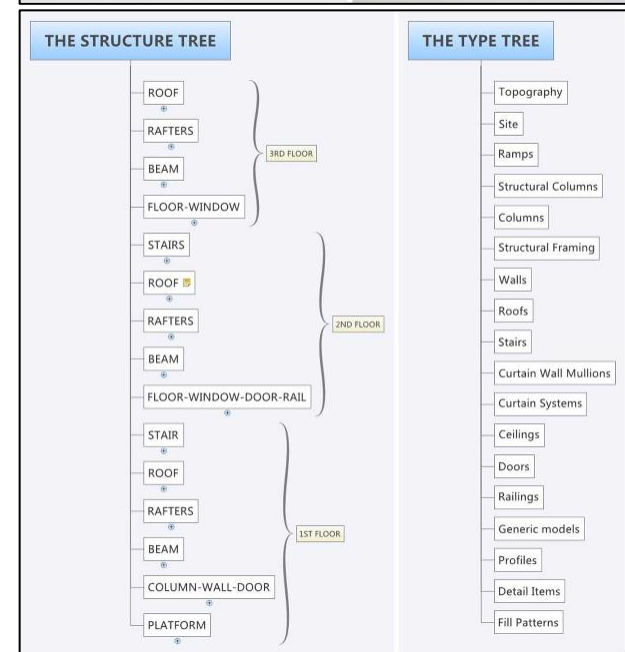 THE STRUCTURE TREE
ROOF
RAFTERS
BEAM
FLOOR-WINDOW
3RD FLOOR
STAIRS
ROOF
RAFTERS
BEAM
FLOOR-WINDOW-DOOR-RAIL
2ND FLOOR
STAIR
ROOF
RAFTERS
BEAM
COLUMN-WALL-DOOR
PLATFORM
1ST FLOOR
THE TYPE TREE
Topography
Site
Ramps
Structural Columns
Columns
Structural Framing
Walls
Roofs
Stairs
Curtain Wall Mullions
Curtain Systems
Ceilings
Doors
Railings
Generic models
Profiles
Detail Items
Fill Patterns